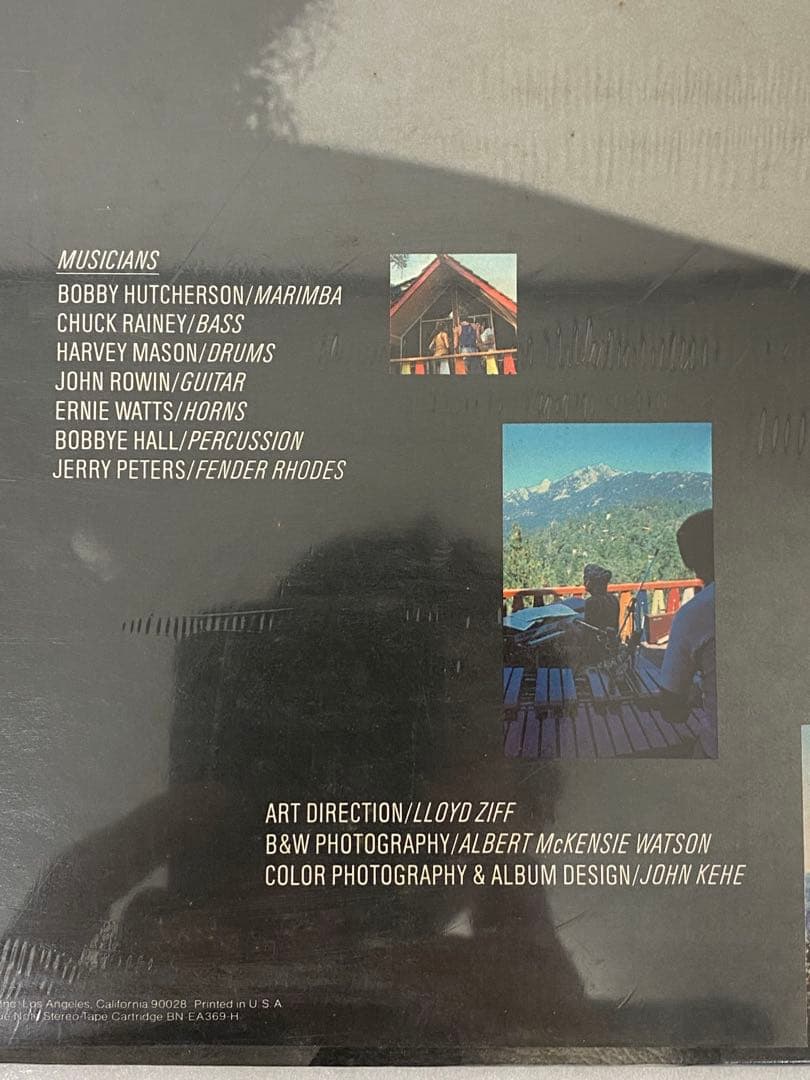 MUSICIANS
BOBBY HUTCHERSON/MARIMBA
CHUCK RAINEY/BASS
HARVEY MASON/DRUMS
JOHN ROWIN/GUITAR
ERNIE WATTS/HORNS
BOBBYE HALL/PERCUSSION
JERRY PETERS/FENDER RHODES
ART DIRECTION/LLOYD ZIFF
B&W PHOTOGRAPHY/ALBERT McKENSIE WATSON
COLOR PHOTOGRAPHY & ALBUM DESIGN/JOHN KEHE
Los Angeles, California 90028 Printed in U.S.A.
Note Stereo-Tape Cartridge BN EA369-H